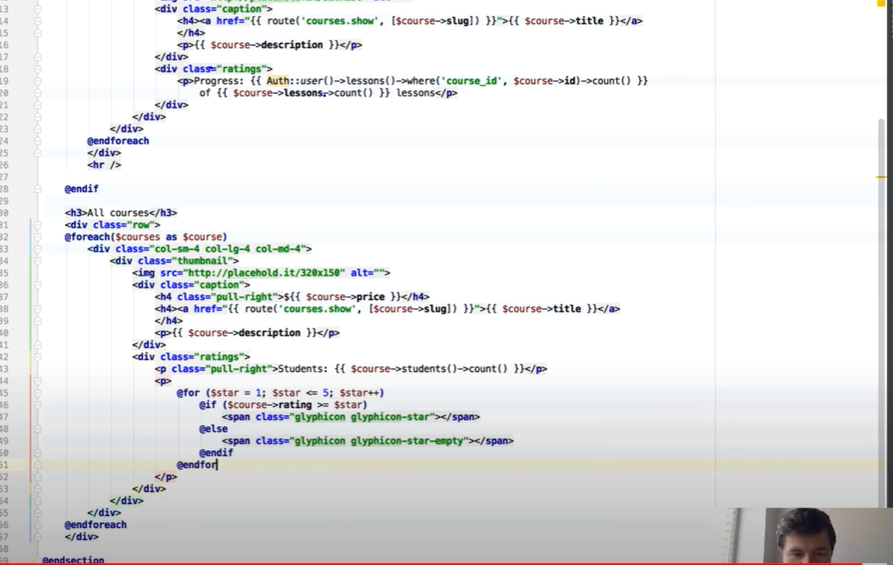 13 <div class="caption">
14 <h4><a href="{{ route('courses.show', [$course->slug]) }}">{{ $course->title }}</a>
15 </h4>
16 <p>{{ $course->description }}</p>
17 </div>
18 <div class="ratings">
19 <p>Progress: {{ Auth::user()->lessons()->where('course_id', $course->id)->count() }}
20 of {{ $course->lessons->count() }} lessons</p>
21 </div>
22 </div>
23 </div>
24 @endforeach
25 </div>
26 <hr />
27
28 @endif
29
30 <h3>All courses</h3>
31 <div class="row">
32 @foreach($courses as $course)
33 <div class="col-sm-4 col-lg-4 col-md-4">
34 <div class="thumbnail">
35 <img src="http://placehold.it/320x150" alt="">
36 <div class="caption">
37 <h4 class="pull-right">${{ $course->price }}</h4>
38 <h4><a href="{{ route('courses.show', [$course->slug]) }}">{{ $course->title }}</a>
39 </h4>
40 <p>{{ $course->description }}</p>
41 </div>
42 <div class="ratings">
43 <p class="pull-right">Students: {{ $course->students()->count() }}</p>
44 <p>
45 @for ($star = 1; $star <= 5; $star++)
46 @if ($course->rating >= $star)
47 <span class="glyphicon glyphicon-star"></span>
48 @else
49 <span class="glyphicon glyphicon-star-empty"></span>
50 @endif
51 @endfor
52 </p>
53 </div>
54 </div>
55 </div>
56 @endforeach
57 </div>
58
59 @endsection